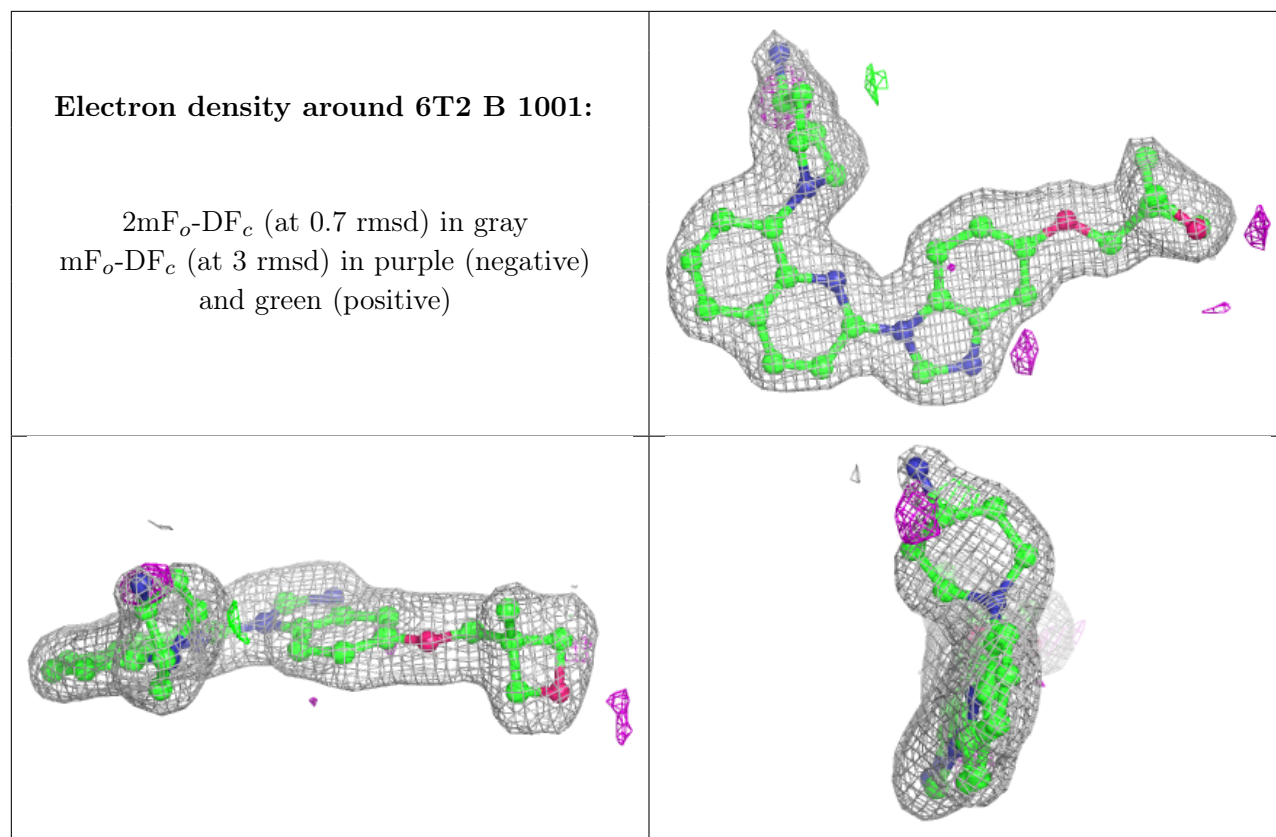 Electron density around 6T2 B 1001:
2mFₒ-DF𝒸 (at 0.7 rmsd) in gray
mFₒ-DF𝒸 (at 3 rmsd) in purple (negative)
and green (positive)